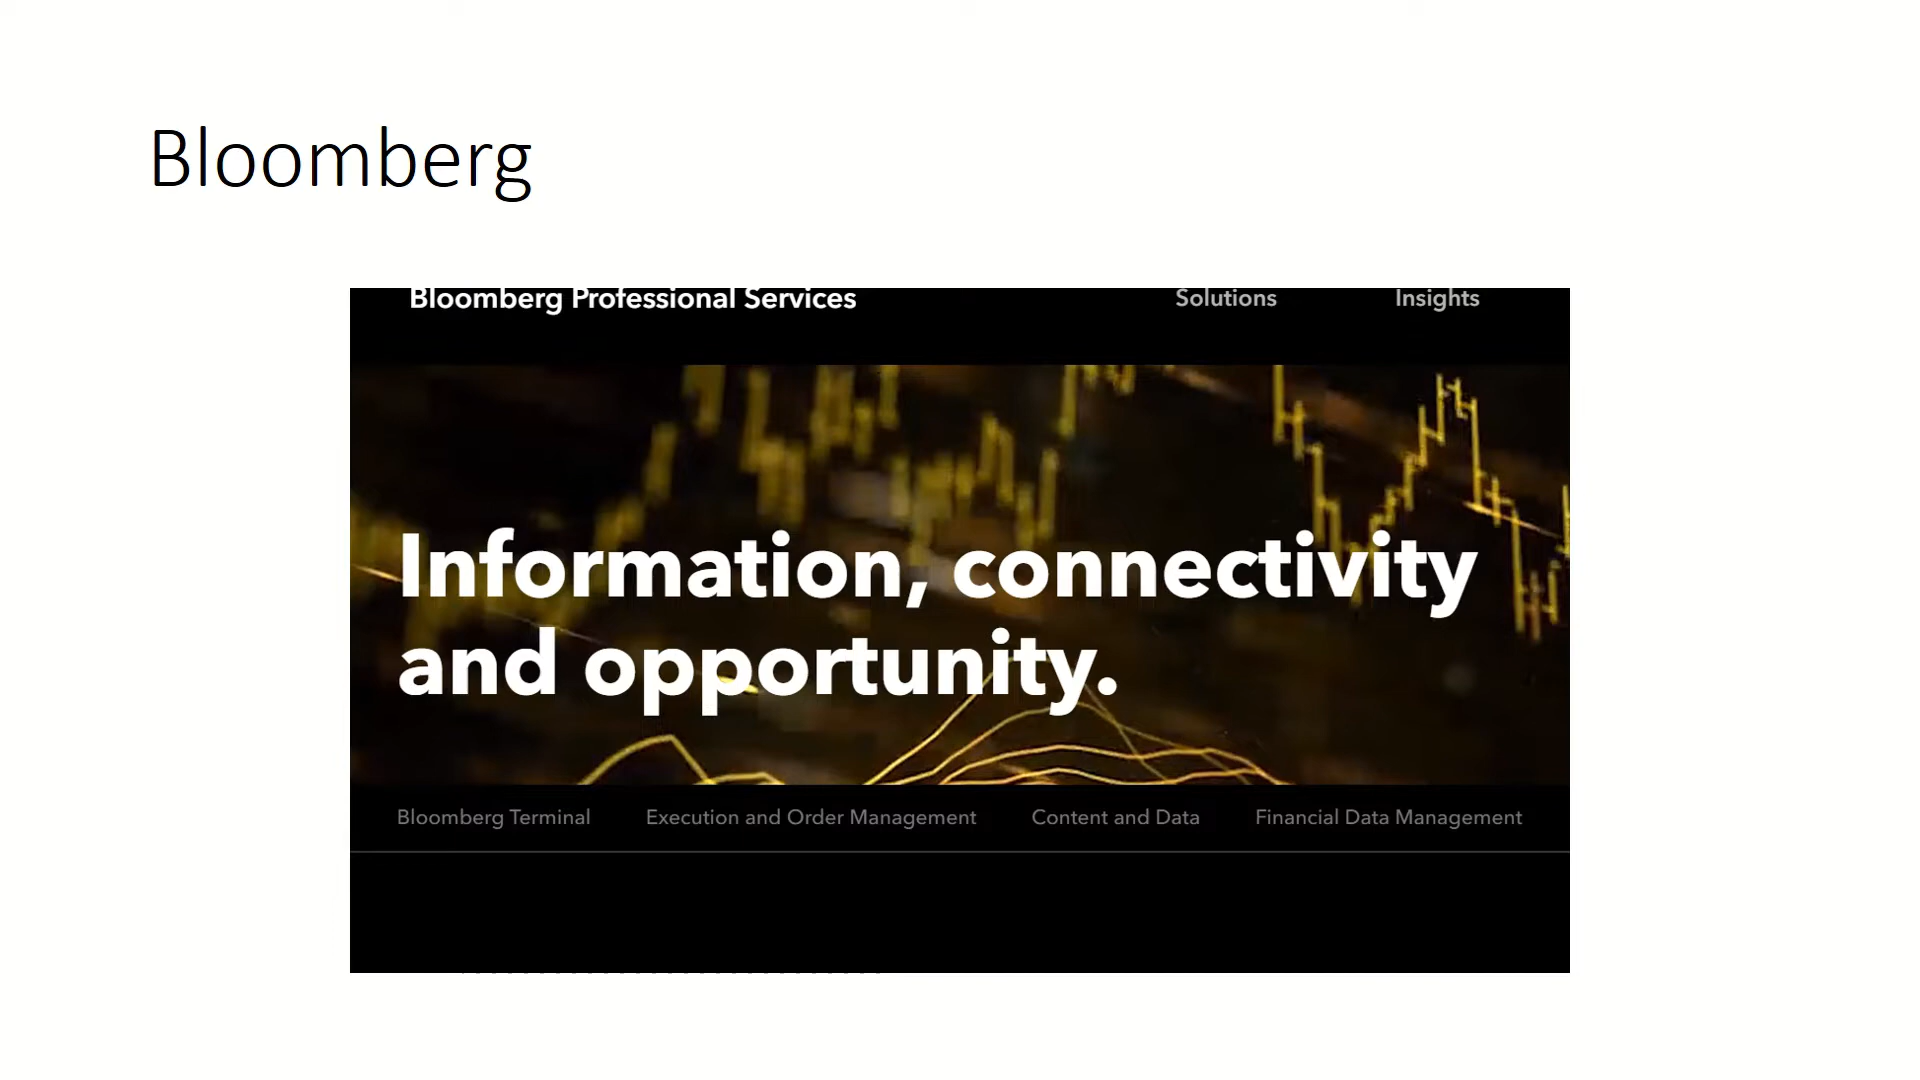 Bloomberg
Bloomberg Professional Services Solutions Insights
Information, connectivity
and opportunity.
Bloomberg Terminal Execution and Order Management Content and Data Financial Data Management